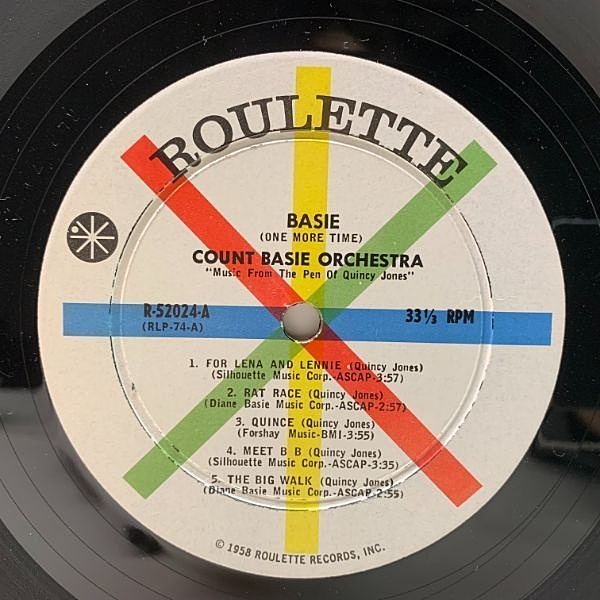 ROULETTE
BASIE
(ONE MORE TIME)
COUNT BASIE ORCHESTRA
"Music From The Pen Of Quincy Jones"
R-52024-A
(RLP-74-A)
33⅓ RPM
1. FOR LENA AND LENNIE (Quincy Jones)
(Silhouette Music Corp.-ASCAP-3:57)
2. RAT RACE (Quincy Jones)
(Diane Basie Music Corp.-ASCAP-2:57)
3. QUINCE (Quincy Jones)
(Forshay Music-BMI-3:55)
4. MEET B B (Quincy Jones)
(Silhouette Music Corp.-ASCAP-3:35)
5. THE BIG WALK (Quincy Jones)
(Diane Basie Music Corp.-ASCAP-2:55)
© 1958 ROULETTE RECORDS, INC.